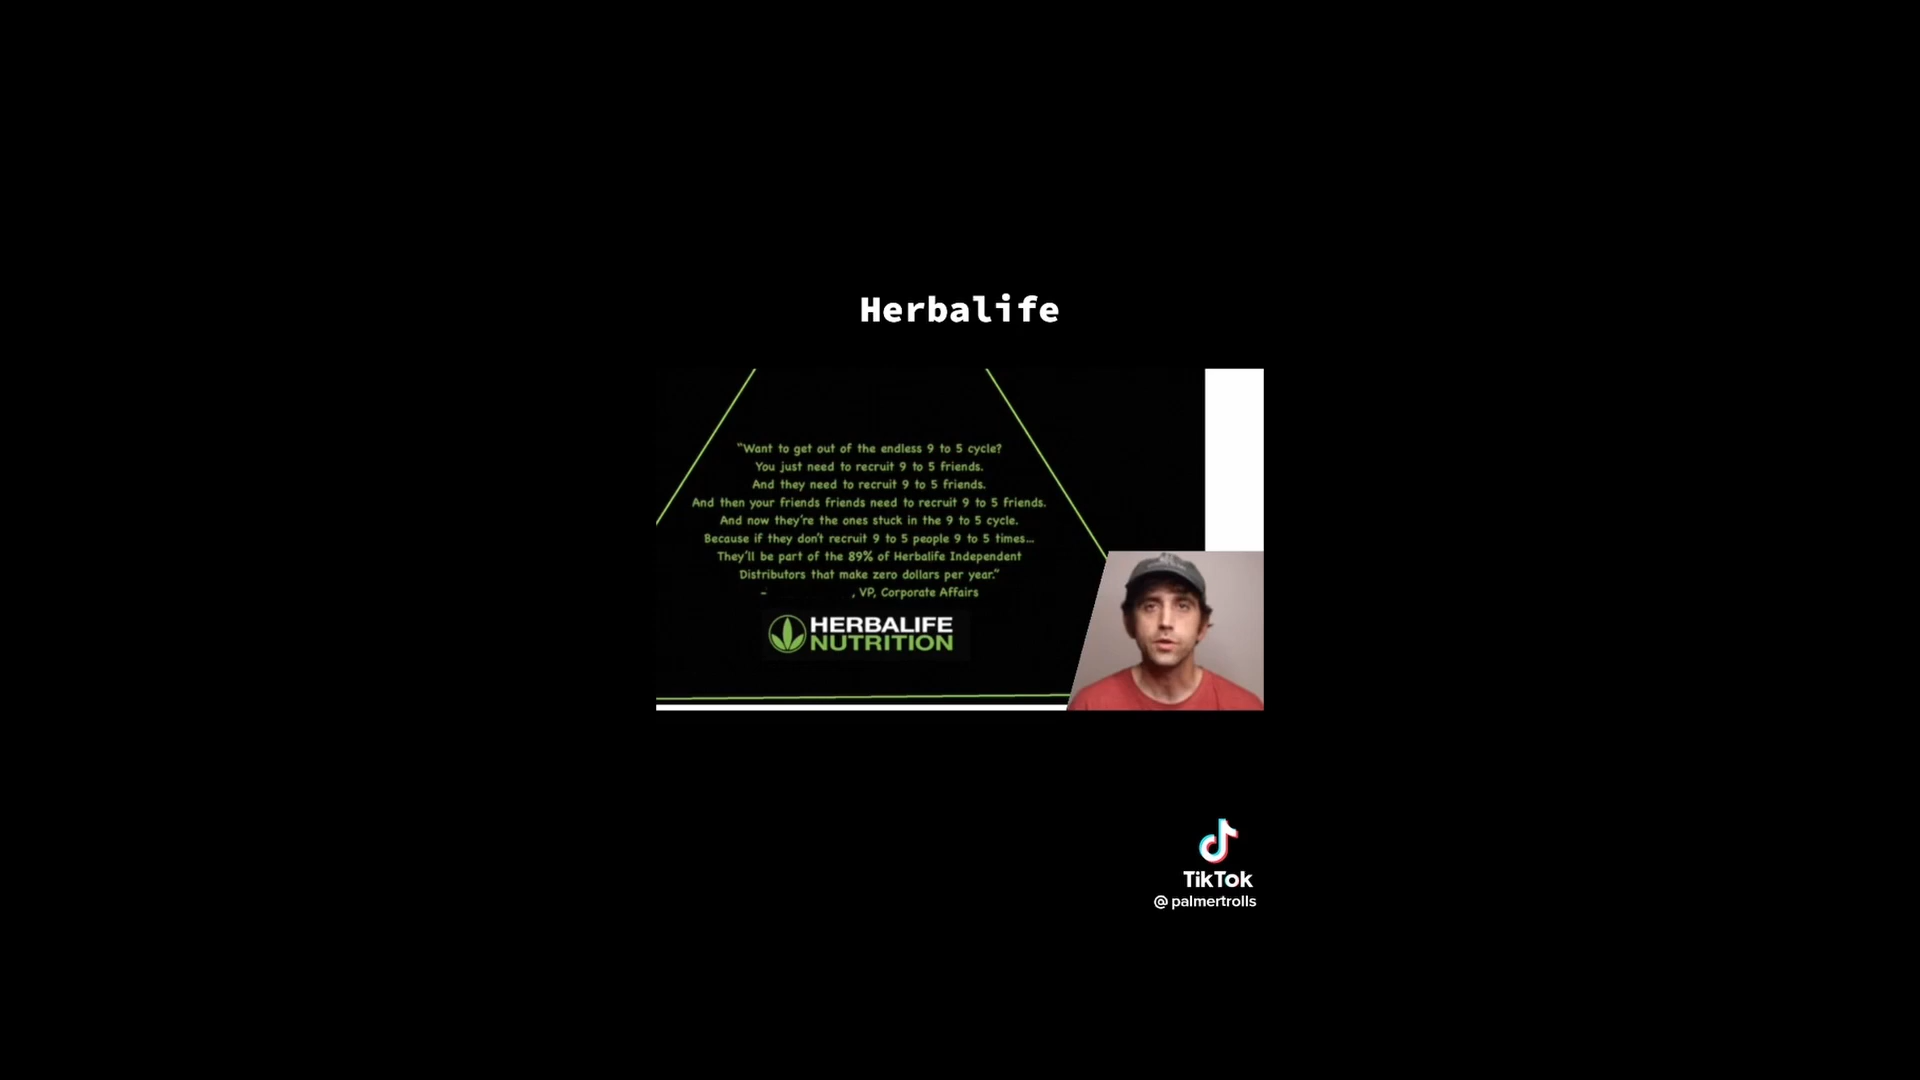 Herbalife
“Want to get out of the endless 9 to 5 cycle?
You just need to recruit 9 to 5 friends.
And they need to recruit 9 to 5 friends.
And then your friends friends need to recruit 9 to 5 friends.
And now they’re the ones stuck in the 9 to 5 cycle.
Because if they don’t recruit 9 to 5 people 9 to 5 times...
They’ll be part of the 89% of Herbalife Independent
Distributors that make zero dollars per year.”
- , VP, Corporate Affairs
HERBALIFE
NUTRITION
TikTok
@palmertrolls